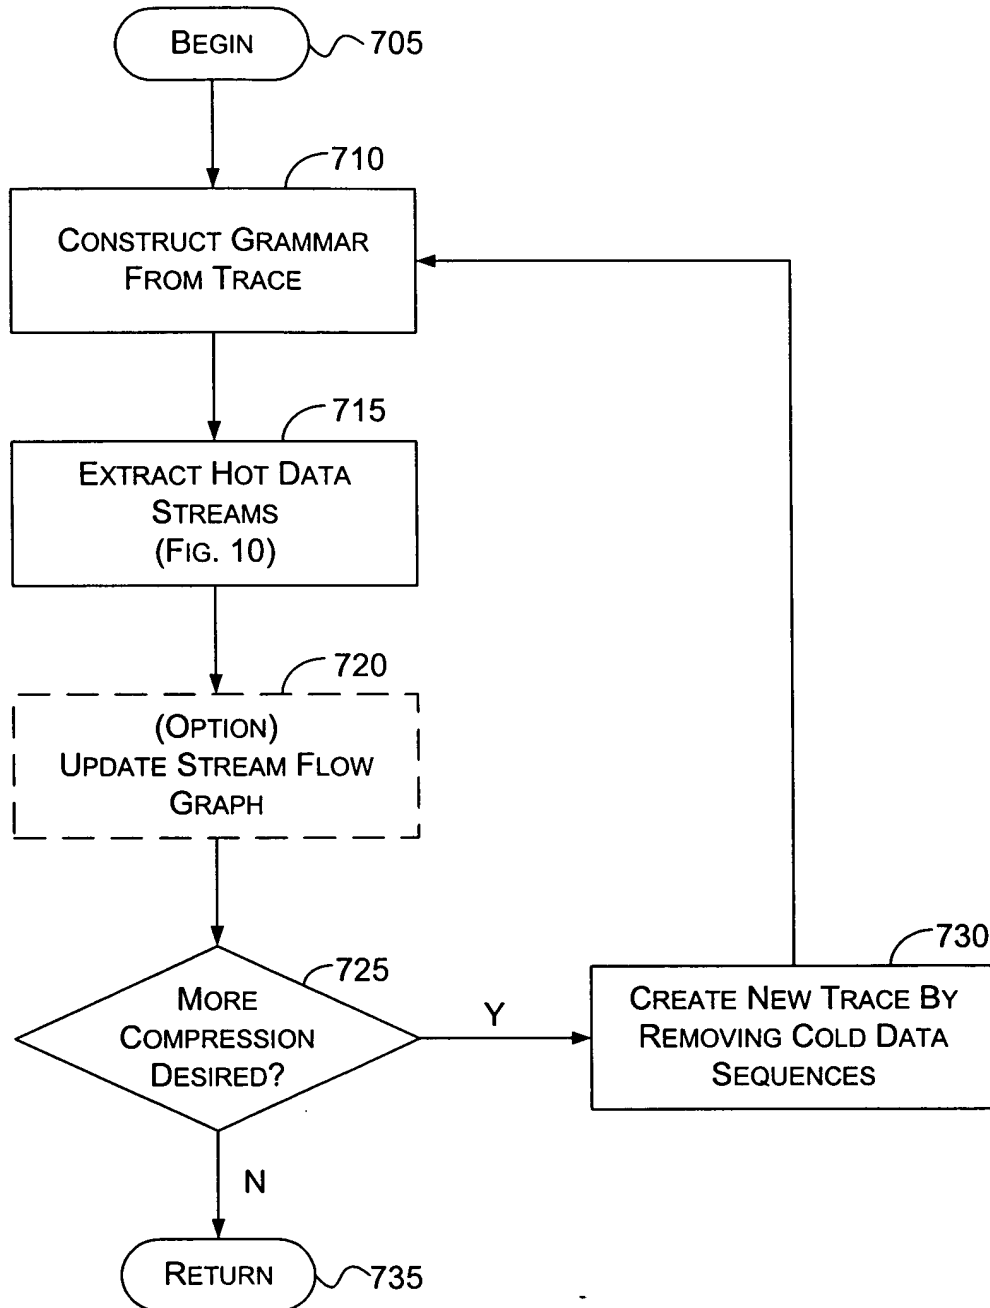 BEGIN
705
710
CONSTRUCT GRAMMAR
FROM TRACE
715
EXTRACT HOT DATA
STREAMS
(FIG. 10)
720
(OPTION)
UPDATE STREAM FLOW
GRAPH
725
MORE
COMPRESSION
DESIRED?
Y
730
CREATE NEW TRACE BY
REMOVING COLD DATA
SEQUENCES
N
RETURN
735